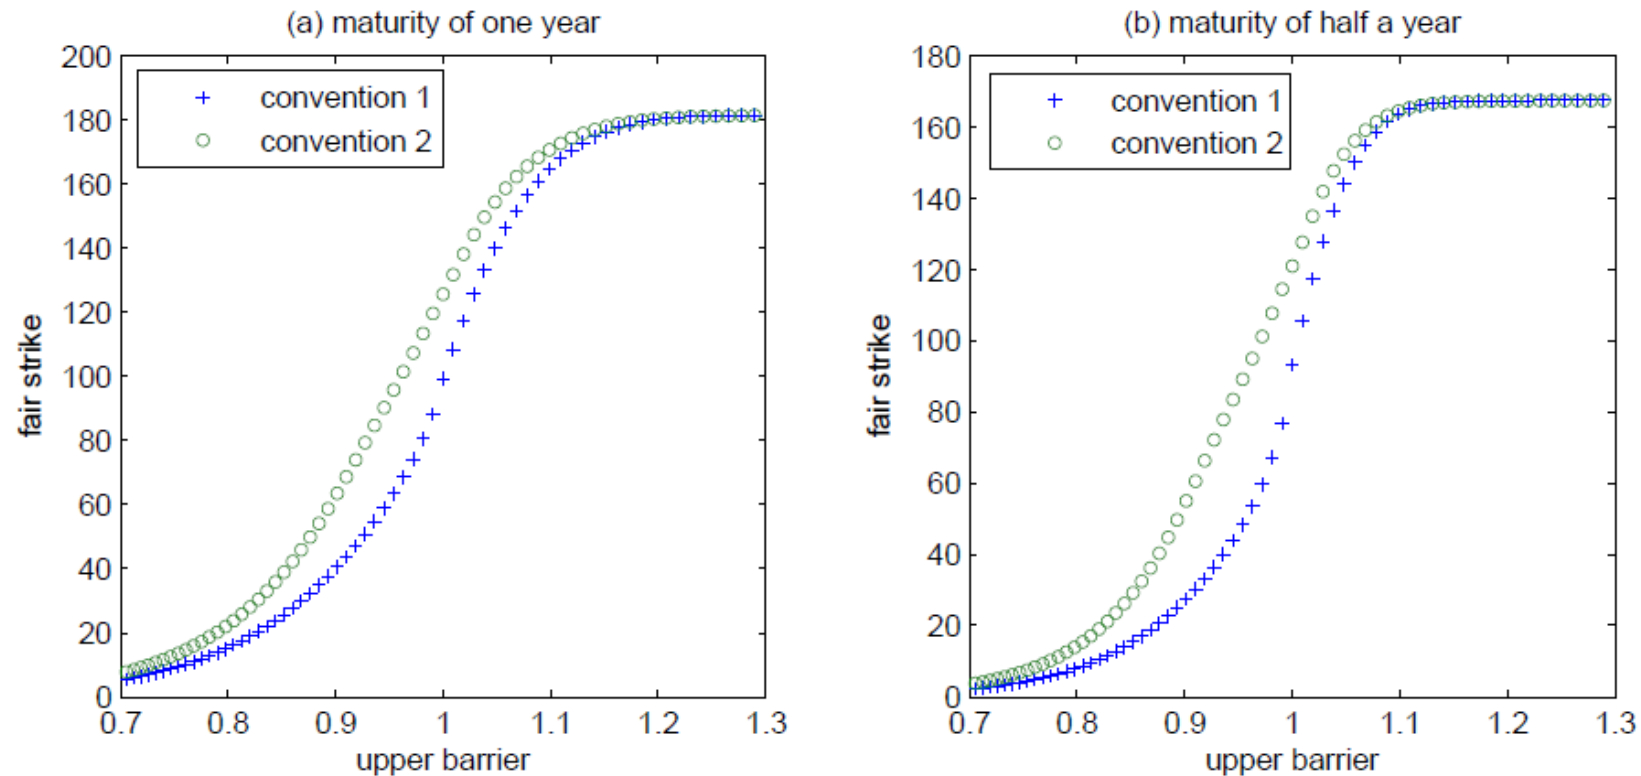 (a) maturity of one year
200
180
160
140
120
100
80
60
40
20
0
fair strike
convention 1
convention 2
0.7 0.8 0.9 1 1.1 1.2 1.3
upper barrier
(b) maturity of half a year
180
160
140
120
100
80
60
40
20
0
fair strike
convention 1
convention 2
0.7 0.8 0.9 1 1.1 1.2 1.3
upper barrier